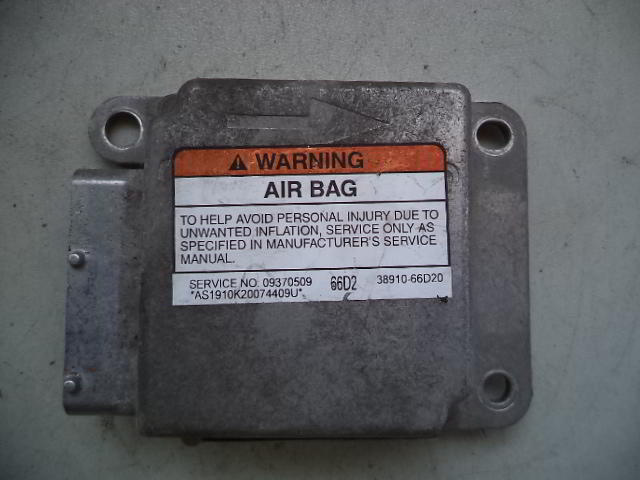 WARNING
AIR BAG
TO HELP AVOID PERSONAL INJURY DUE TO
UNWANTED INFLATION, SERVICE ONLY AS
SPECIFIED IN MANUFACTURER'S SERVICE
MANUAL.
SERVICE NO. 09370509 66D2 38910-66D20
*AS1910K20074409U*